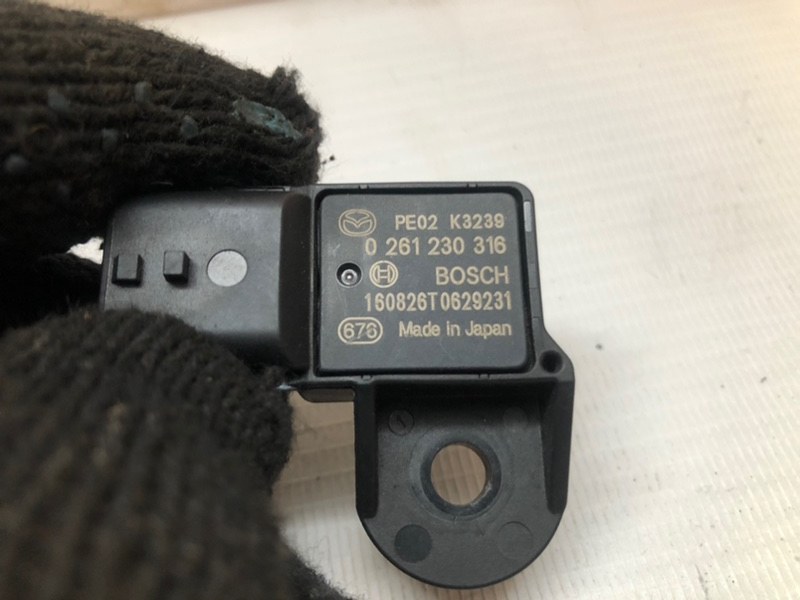 PE02 K3239
0 261 230 316
BOSCH
160826T0629231
676 Made in Japan